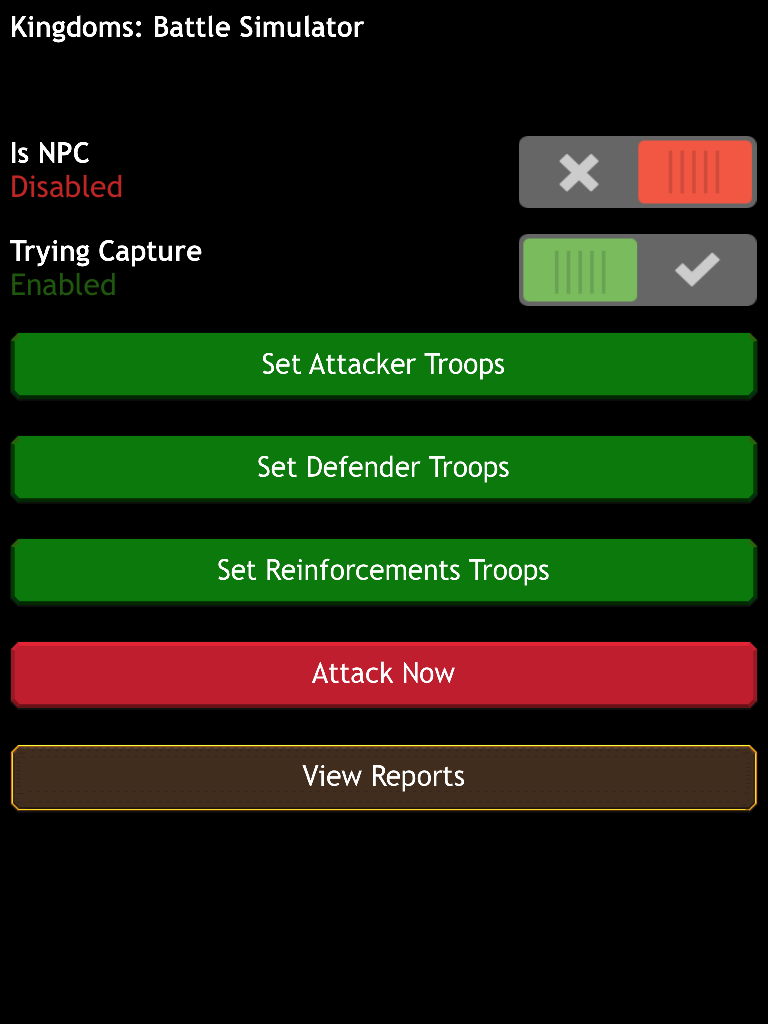 Kingdoms: Battle Simulator
Is NPC
Disabled
Trying Capture
Enabled
Set Attacker Troops
Set Defender Troops
Set Reinforcements Troops
Attack Now
View Reports